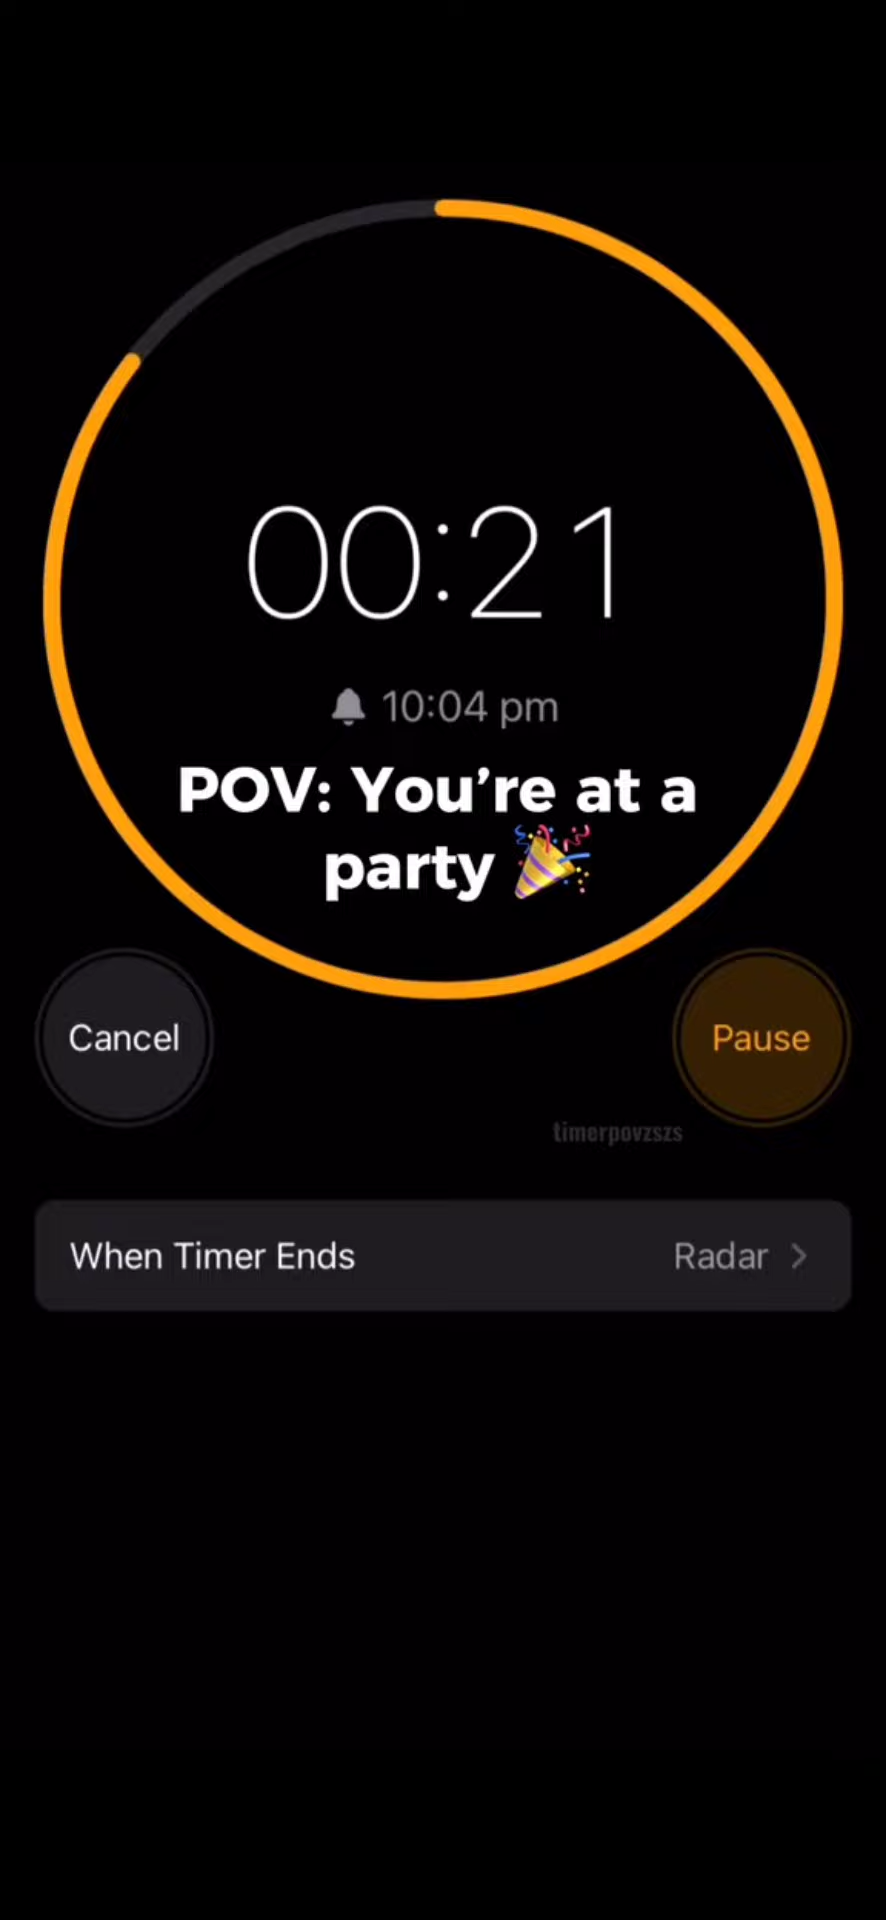 00:21
10:04 pm
POV: You’re at a
party 🎉
Cancel
Pause
timerpovzszs
When Timer Ends
Radar